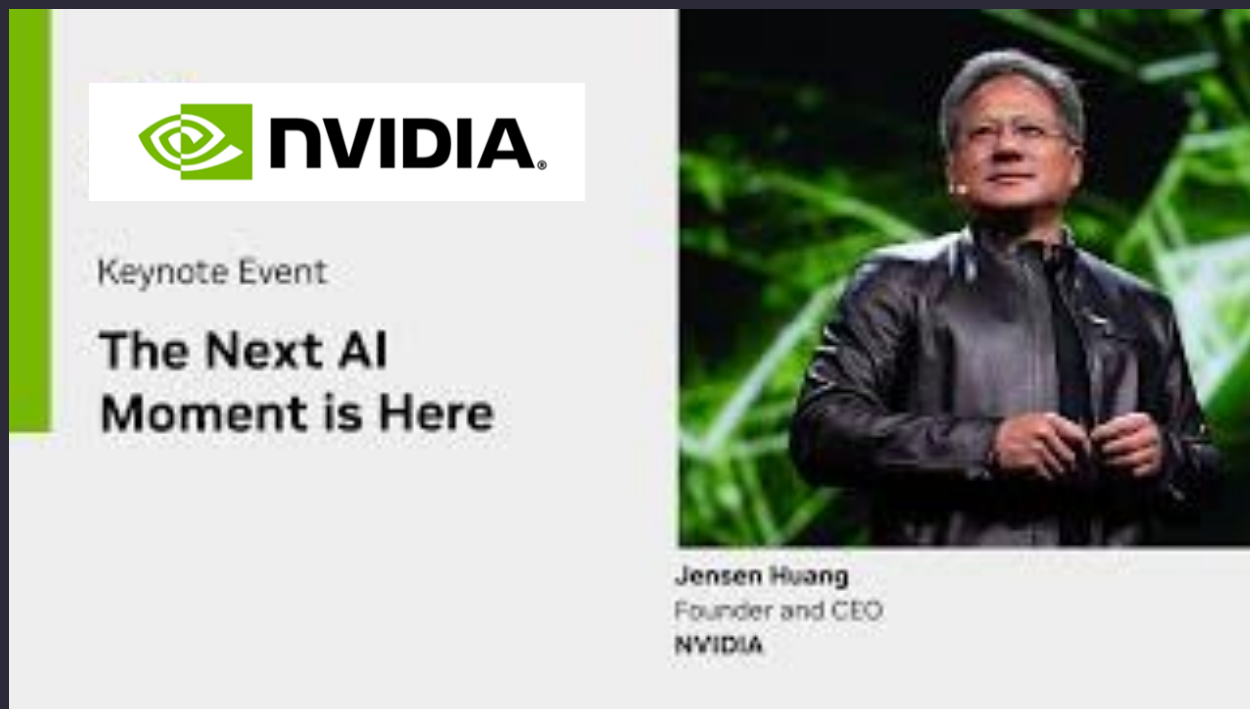 NVIDIA®
Keynote Event
The Next AI
Moment is Here
Jensen Huang
Founder and CEO
NVIDIA